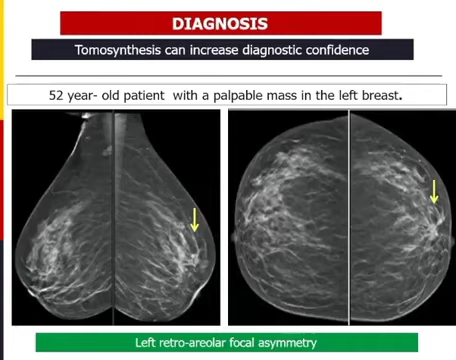 DIAGNOSIS
Tomosynthesis can increase diagnostic confidence
52 year- old patient with a palpable mass in the left breast.
Left retro-areolar focal asymmetry